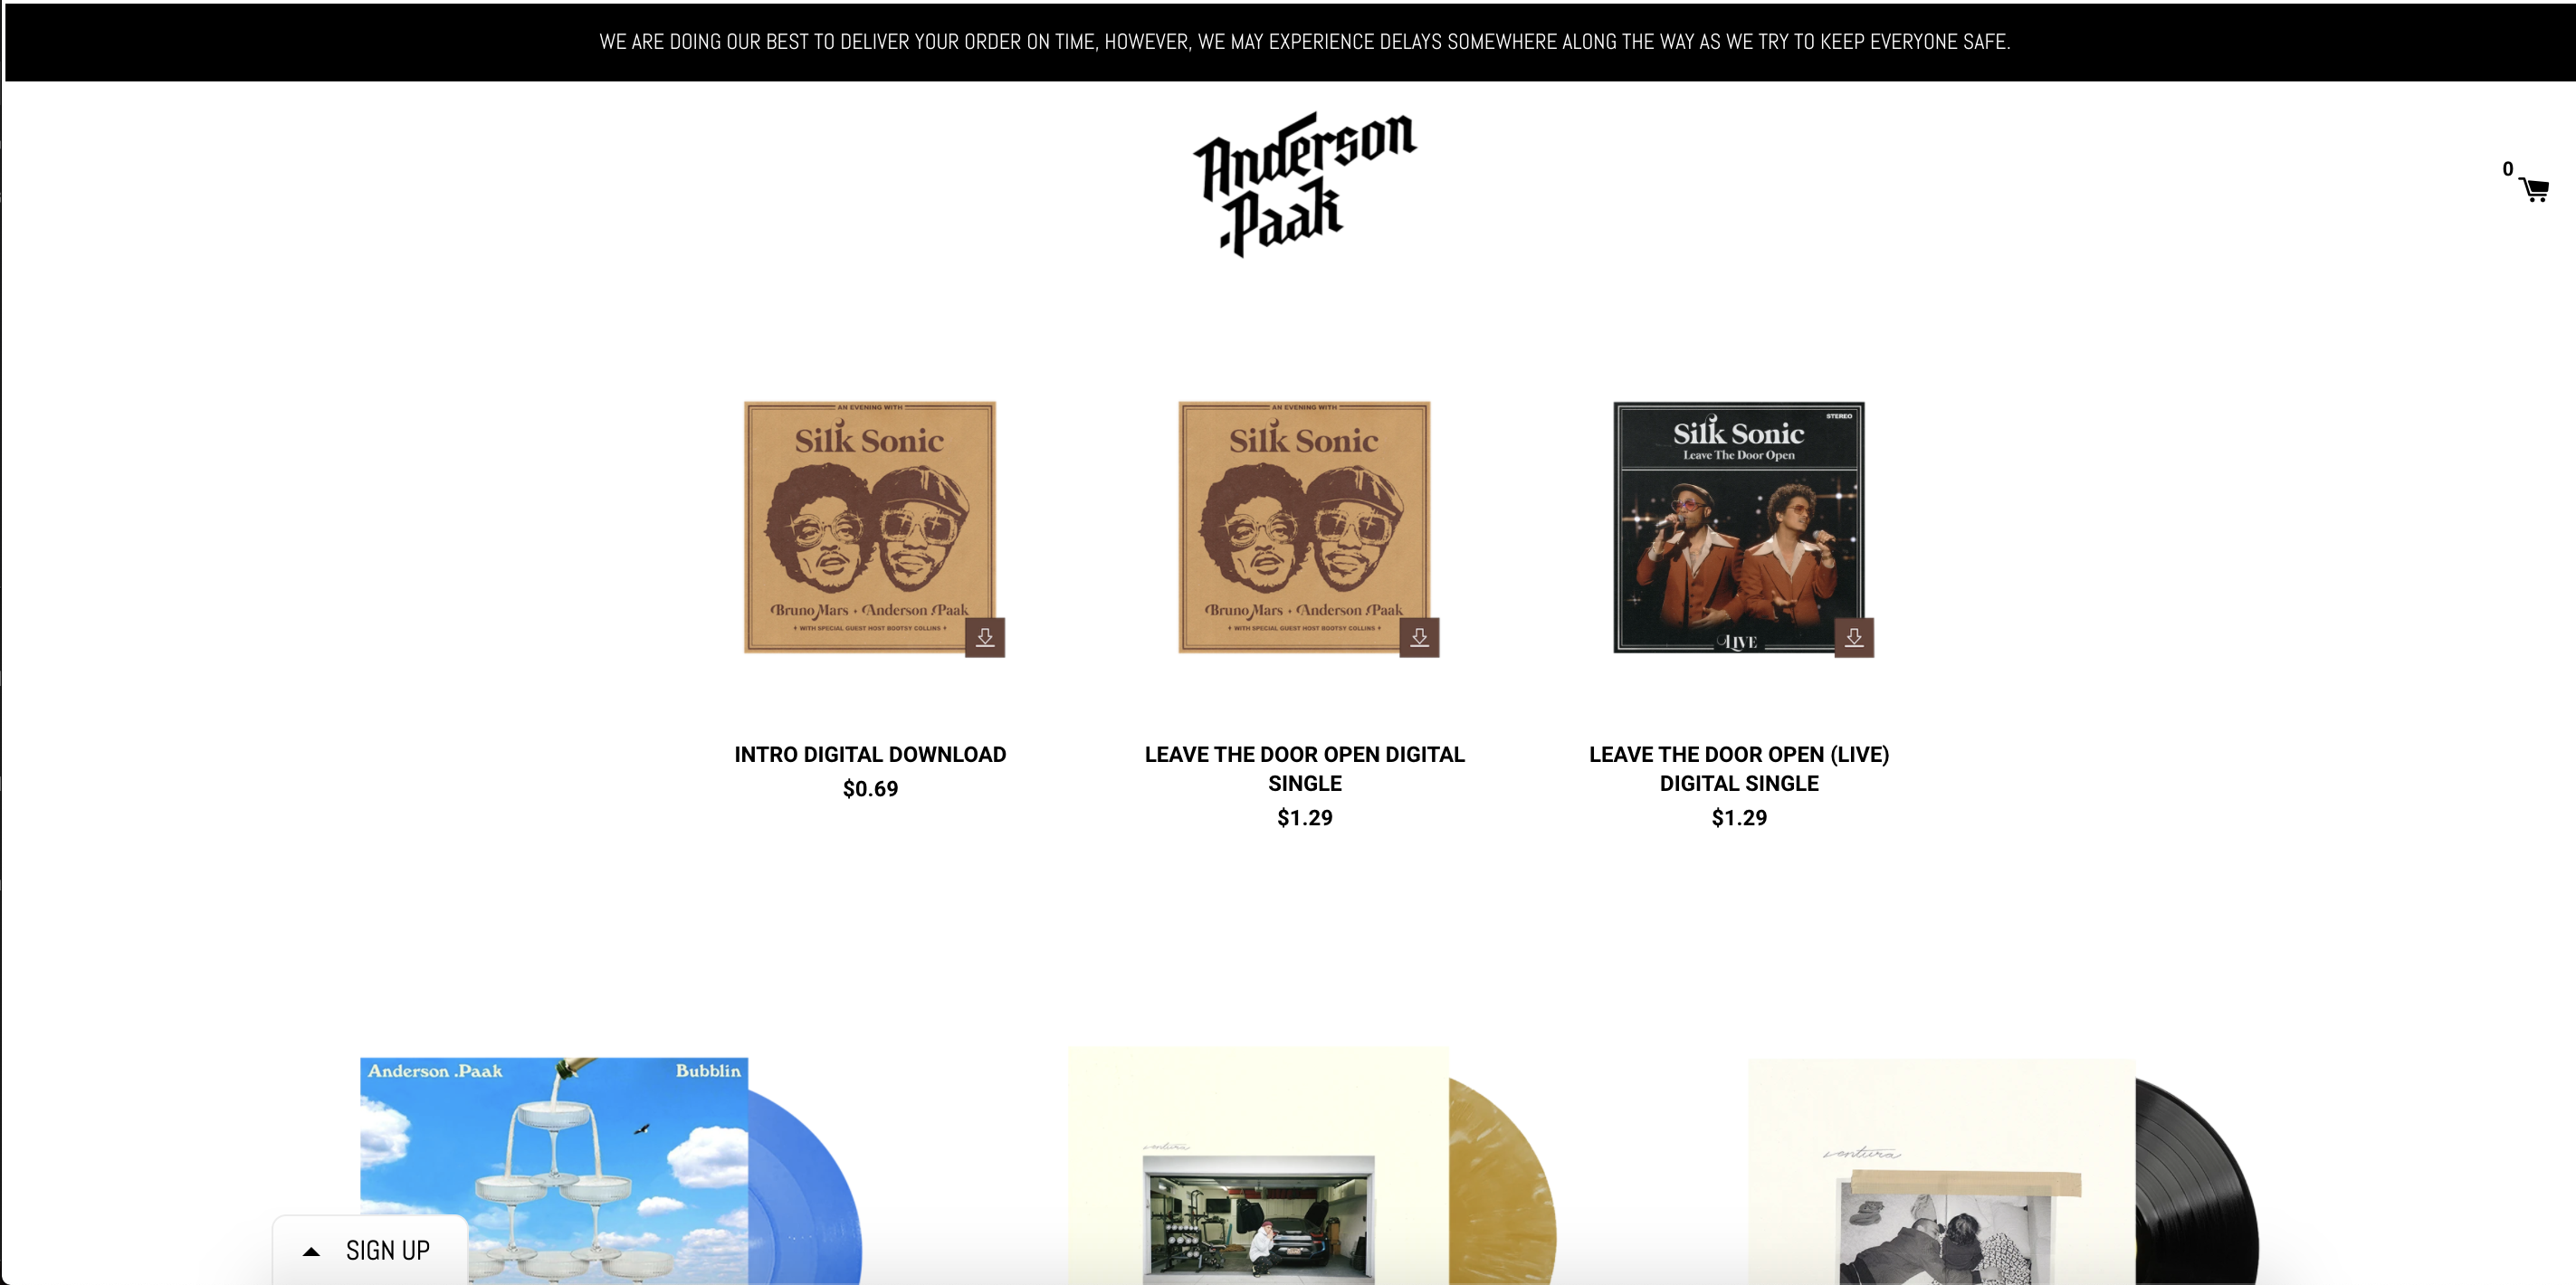 WE ARE DOING OUR BEST TO DELIVER YOUR ORDER ON TIME, HOWEVER, WE MAY EXPERIENCE DELAYS SOMEWHERE ALONG THE WAY AS WE TRY TO KEEP EVERYONE SAFE.
Anderson
.Paak
0
AN EVENING WITH
Silk Sonic
Bruno Mars • Anderson .Paak
WITH SPECIAL GUEST HOST BOOTSY COLLINS
AN EVENING WITH
Silk Sonic
Bruno Mars • Anderson .Paak
WITH SPECIAL GUEST HOST BOOTSY COLLINS
STEREO
Silk Sonic
Leave The Door Open
LIVE
INTRO DIGITAL DOWNLOAD
$0.69
LEAVE THE DOOR OPEN DIGITAL
SINGLE
$1.29
LEAVE THE DOOR OPEN (LIVE)
DIGITAL SINGLE
$1.29
Anderson .Paak Bubblin
ventura
ventura
SIGN UP